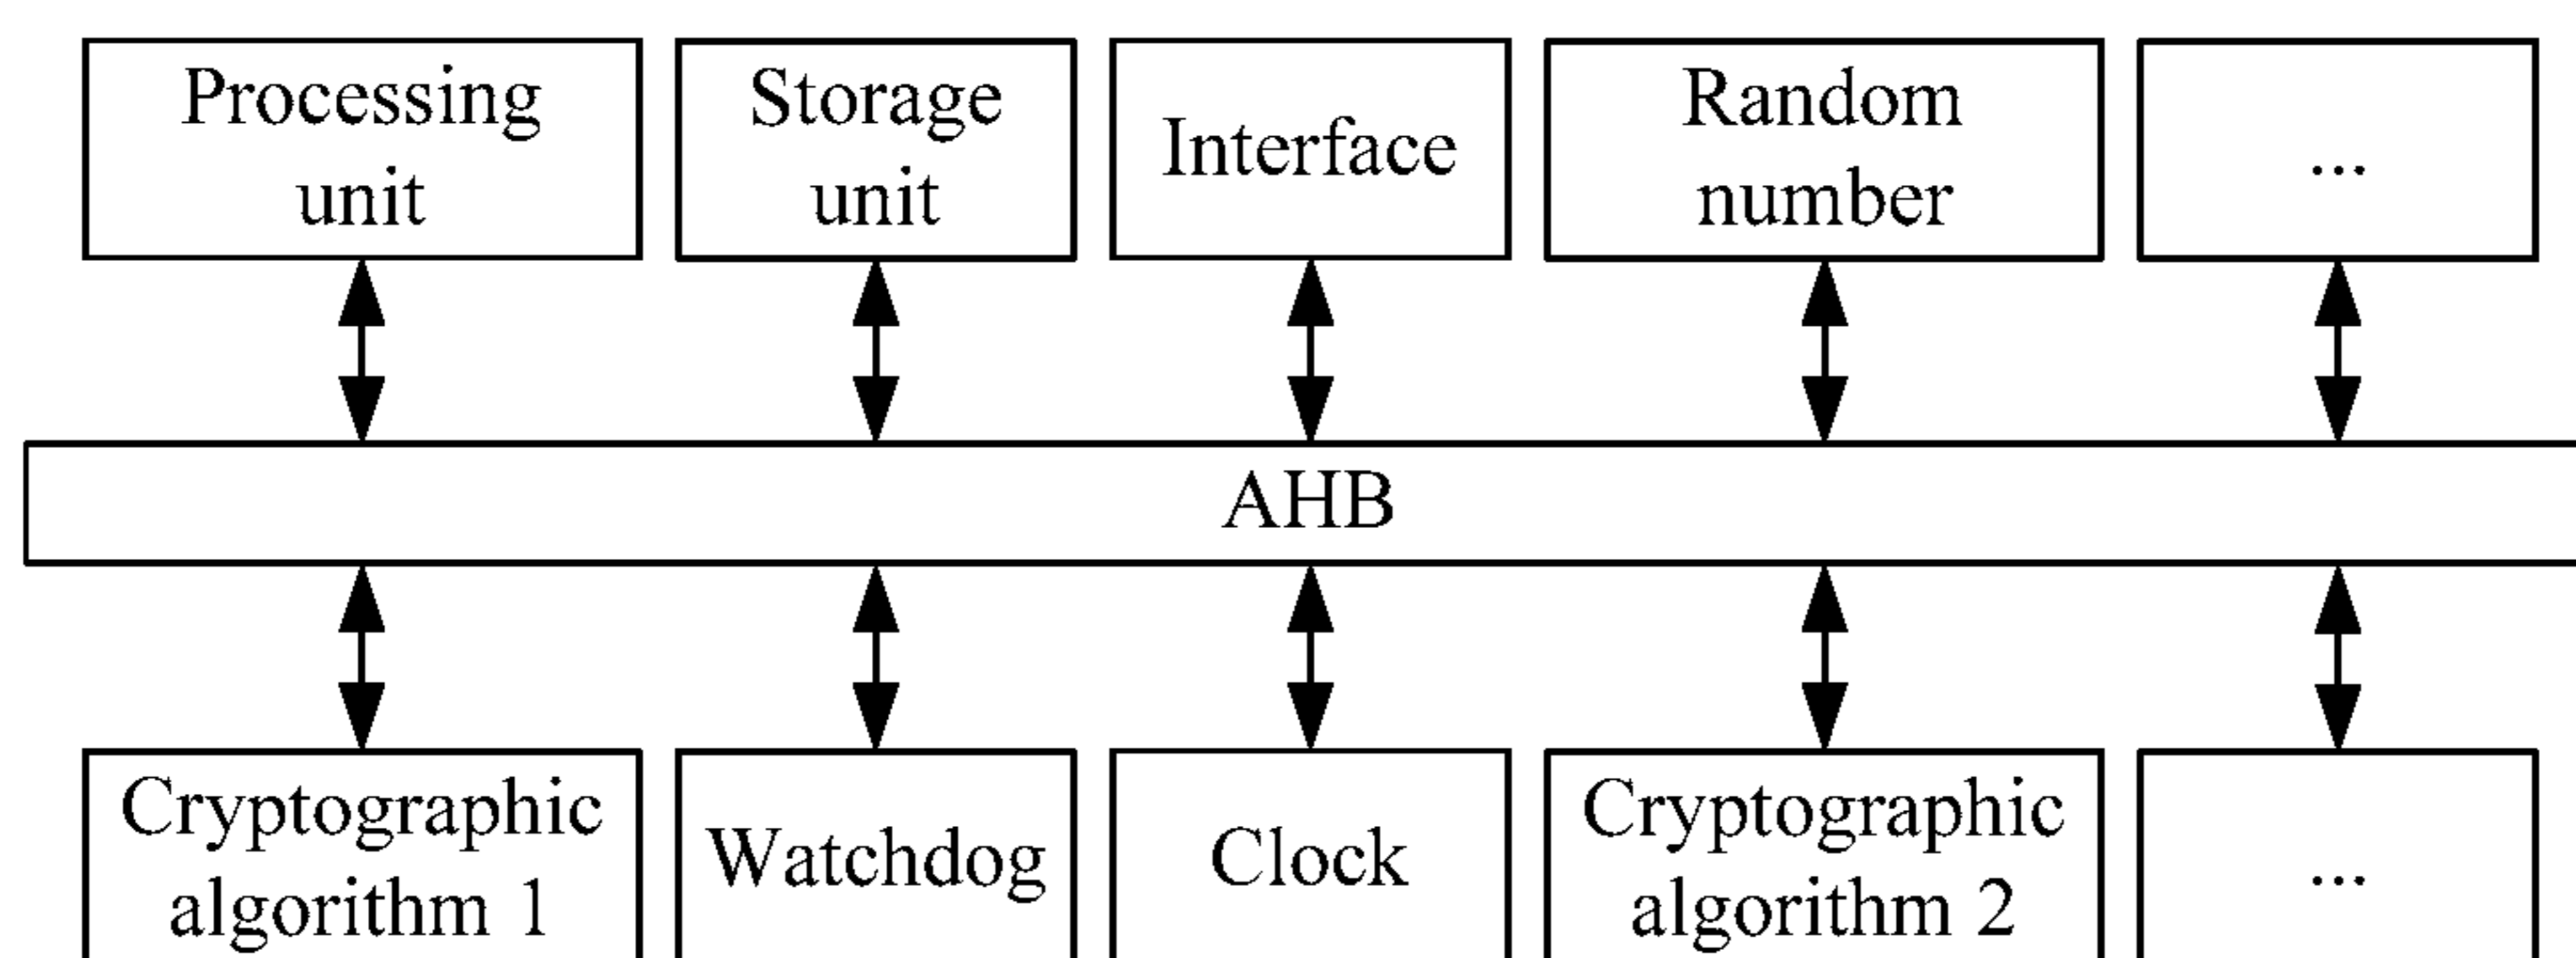 Processing
unit
Storage
unit
Interface
Random
number
...
AHB
Cryptographic
algorithm 1
Watchdog
Clock
Cryptographic
algorithm 2
...